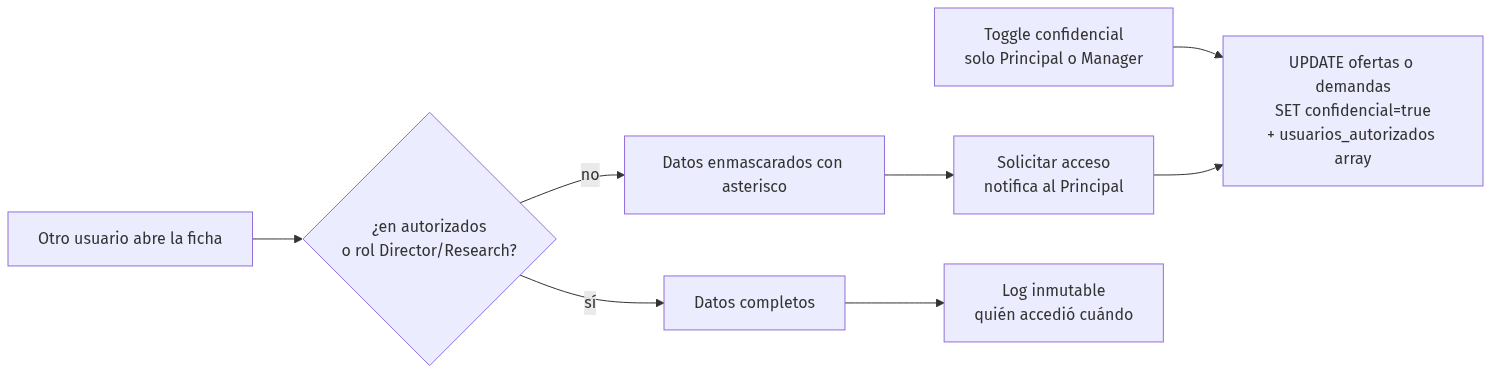 Otro usuario abre la ficha
¿en autorizados
o rol Director/Research?
no
sí
Datos enmascarados con
asterisco
Datos completos
Toggle confidencial
solo Principal o Manager
Solicitar acceso
notifica al Principal
Log inmutable
quién accedió cuándo
UPDATE ofertas o
demandas
SET confidencial=true
+ usuarios_autorizados
array